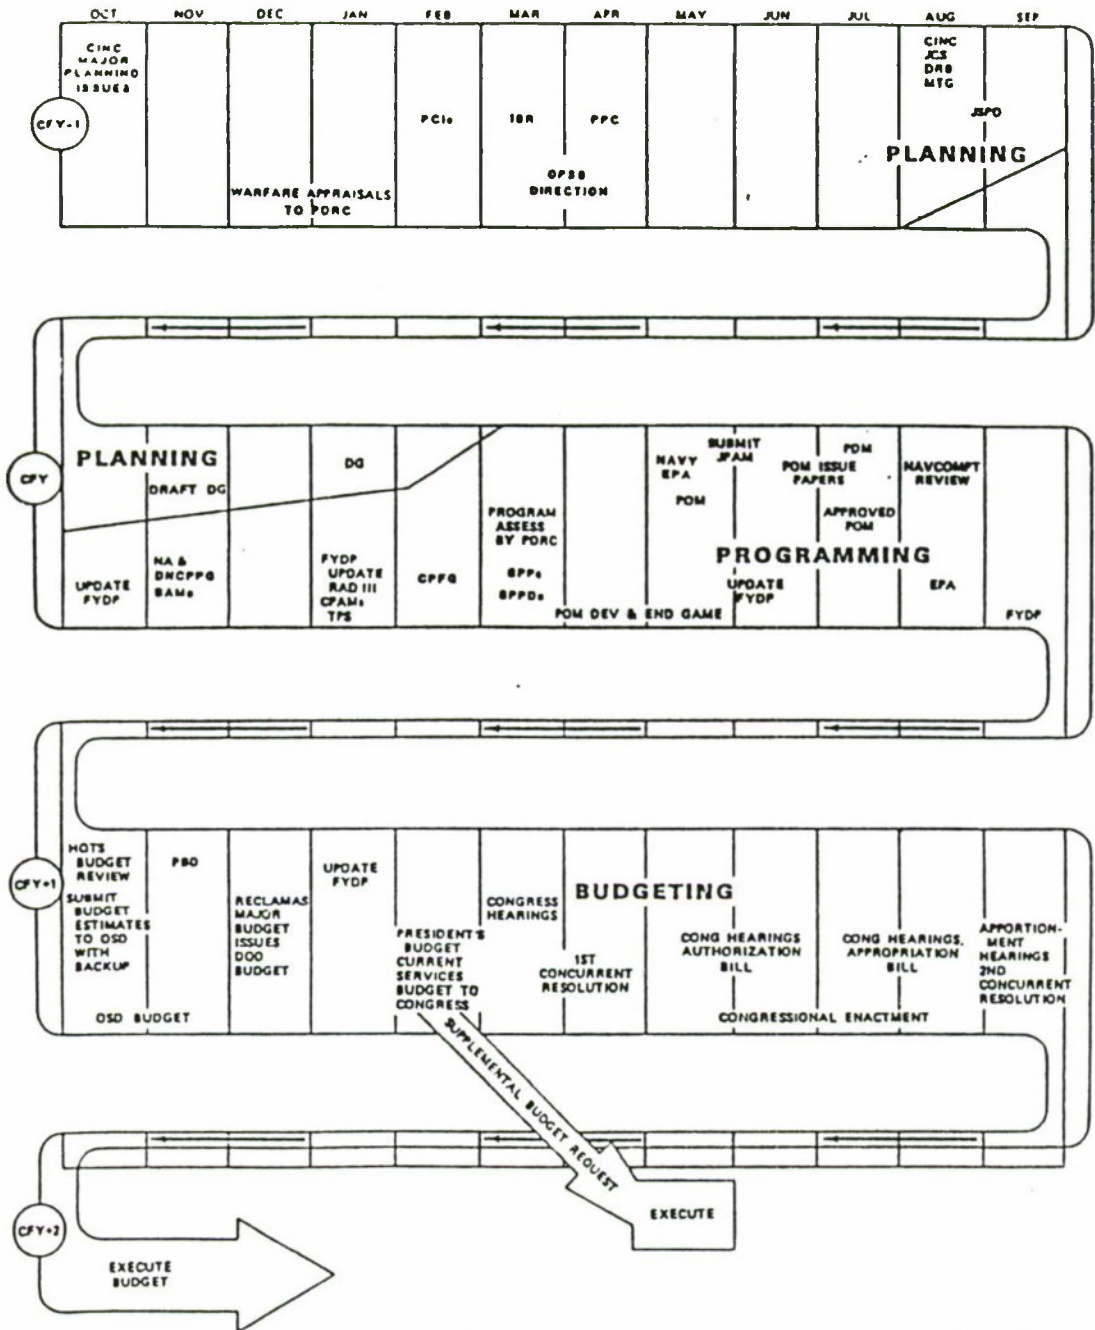 OCT NOV DEC JAN FEB MAR APR MAY JUN JUL AUG SEP
CINC
MAJOR
PLANNING
ISSUES
CINC
JCS
DRB
MTG
CFY-1
PCIs
PPC
JSPD
PLANNING
OPSB
DIRECTION
WARFARE APPRAISALS
TO PDRC
CFY
PLANNING
DRAFT DG
DG
NAVY
EPA
SUBMIT
JPAM
POM
PDM
POM ISSUE
PAPERS
NAVCOMPT
REVIEW
PROGRAM
ASSESS
BY PDRC
APPROVED
POM
PROGRAMMING
UPDATE
FYDP
NA &
DNCPPG
BAMs
FYDP
UPDATE
RAD III
CPAMs
TPS
CPFG
SPPs
SPPDs
UPDATE
FYDP
EPA
POM DEV & END GAME
FYDP
CFY+1
BUDGET
REVIEW
SUBMIT
BUDGET
ESTIMATES
TO OSD
WITH
BACKUP
PBD
OSD BUDGET
RECLAMAS
MAJOR
BUDGET
ISSUES
DOD
BUDGET
UPDATE
FYDP
PRESIDENT'S
BUDGET
CURRENT
SERVICES
BUDGET TO
CONGRESS
CONGRESS
HEARINGS
BUDGETING
1ST
CONCURRENT
RESOLUTION
CONG HEARINGS
AUTHORIZATION
BILL
CONG HEARINGS,
APPROPRIATION
BILL
APPORTION-
MENT
HEARINGS
2ND
CONCURRENT
RESOLUTION
CONGRESSIONAL ENACTMENT
SUPPLEMENTAL BUDGET REQUEST
EXECUTE
CFY+2
EXECUTE
BUDGET